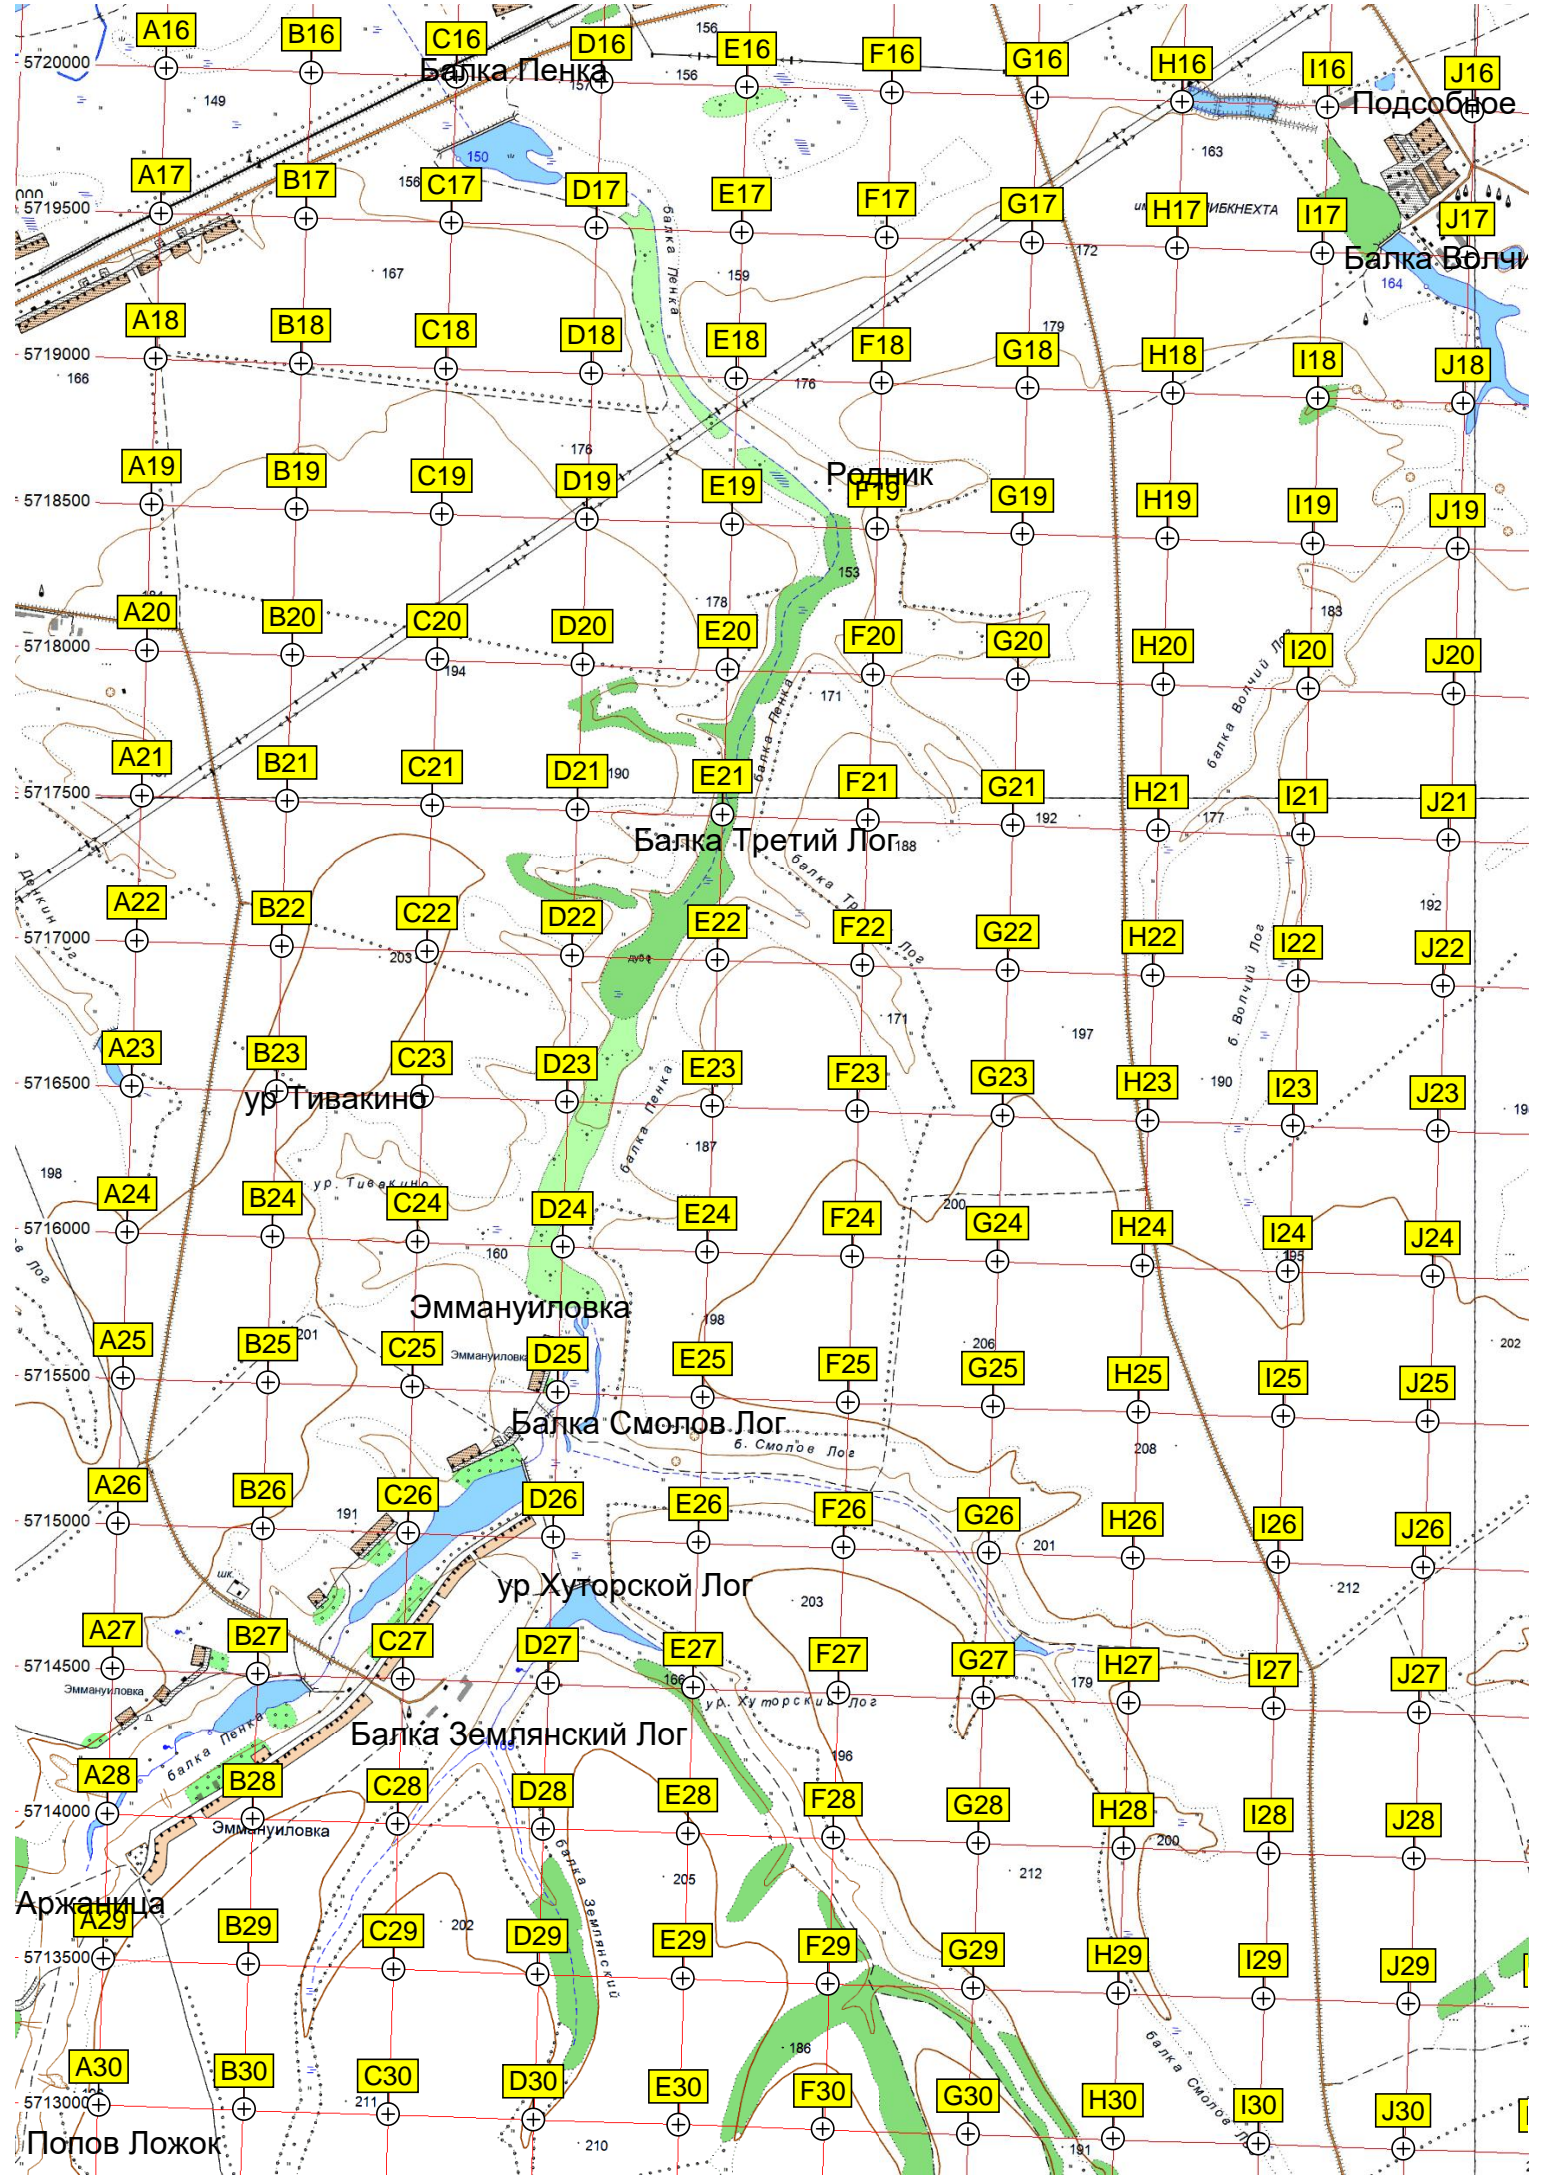 A16 B16 C16 D16 E16 F16 G16 H16 I16 J16
5720000
156
156
157
149
Балка Пенка
Подсобное
150
163
156
A17 B17 C17 D17 E17 F17 G17 H17 I17 J17
5719500
балка Пенка
167
159
172
ИБКНЕХТА
Балка Волчи
164
A18 B18 C18 D18 E18 F18 G18 H18 I18 J18
5719000
166
179
176
176
Родник
A19 B19 C19 D19 E19 F19 G19 H19 I19 J19
5718500
153
178
183
A20 B20 C20 D20 E20 F20 G20 H20 I20 J20
5718000
194
171
балка Пенка
балка Волчий Лог
A21 B21 C21 D21 E21 F21 G21 H21 I21 J21
5717500
190
192
177
Балка Третий Лог
188
A22 B22 C22 D22 E22 F22 G22 H22 I22 J22
5717000
203
192
Лог
171
197
б. Волчий Лог
A23 B23 C23 D23 E23 F23 G23 H23 I23 J23
5716500
190
ур Тивакино
балка Пенка
187
198
ур. Тивакино
A24 B24 C24 D24 E24 F24 G24 H24 I24 J24
5716000
200
160
195
Эммануиловка
201
198
206
202
Эммануиловка
A25 B25 C25 D25 E25 F25 G25 H25 I25 J25
5715500
Балка Смолов Лог
б. Смолов Лог
208
A26 B26 C26 D26 E26 F26 G26 H26 I26 J26
5715000
191
201
212
шк.
ур Хуторской Лог
203
A27 B27 C27 D27 E27 F27 G27 H27 I27 J27
5714500
166
179
Эммануиловка
ур. Хуторский Лог
балка Пенка
Балка Землянский Лог
196
A28 B28 C28 D28 E28 F28 G28 H28 I28 J28
5714000
Эммануиловка
200
205
212
балка Землянский
Аржаница
202
A29 B29 C29 D29 E29 F29 G29 H29 I29 J29
5713500
186
балка Смолов Лог
A30 B30 C30 D30 E30 F30 G30 H30 I30 J30
5713000
211
Попов Ложок
210
191